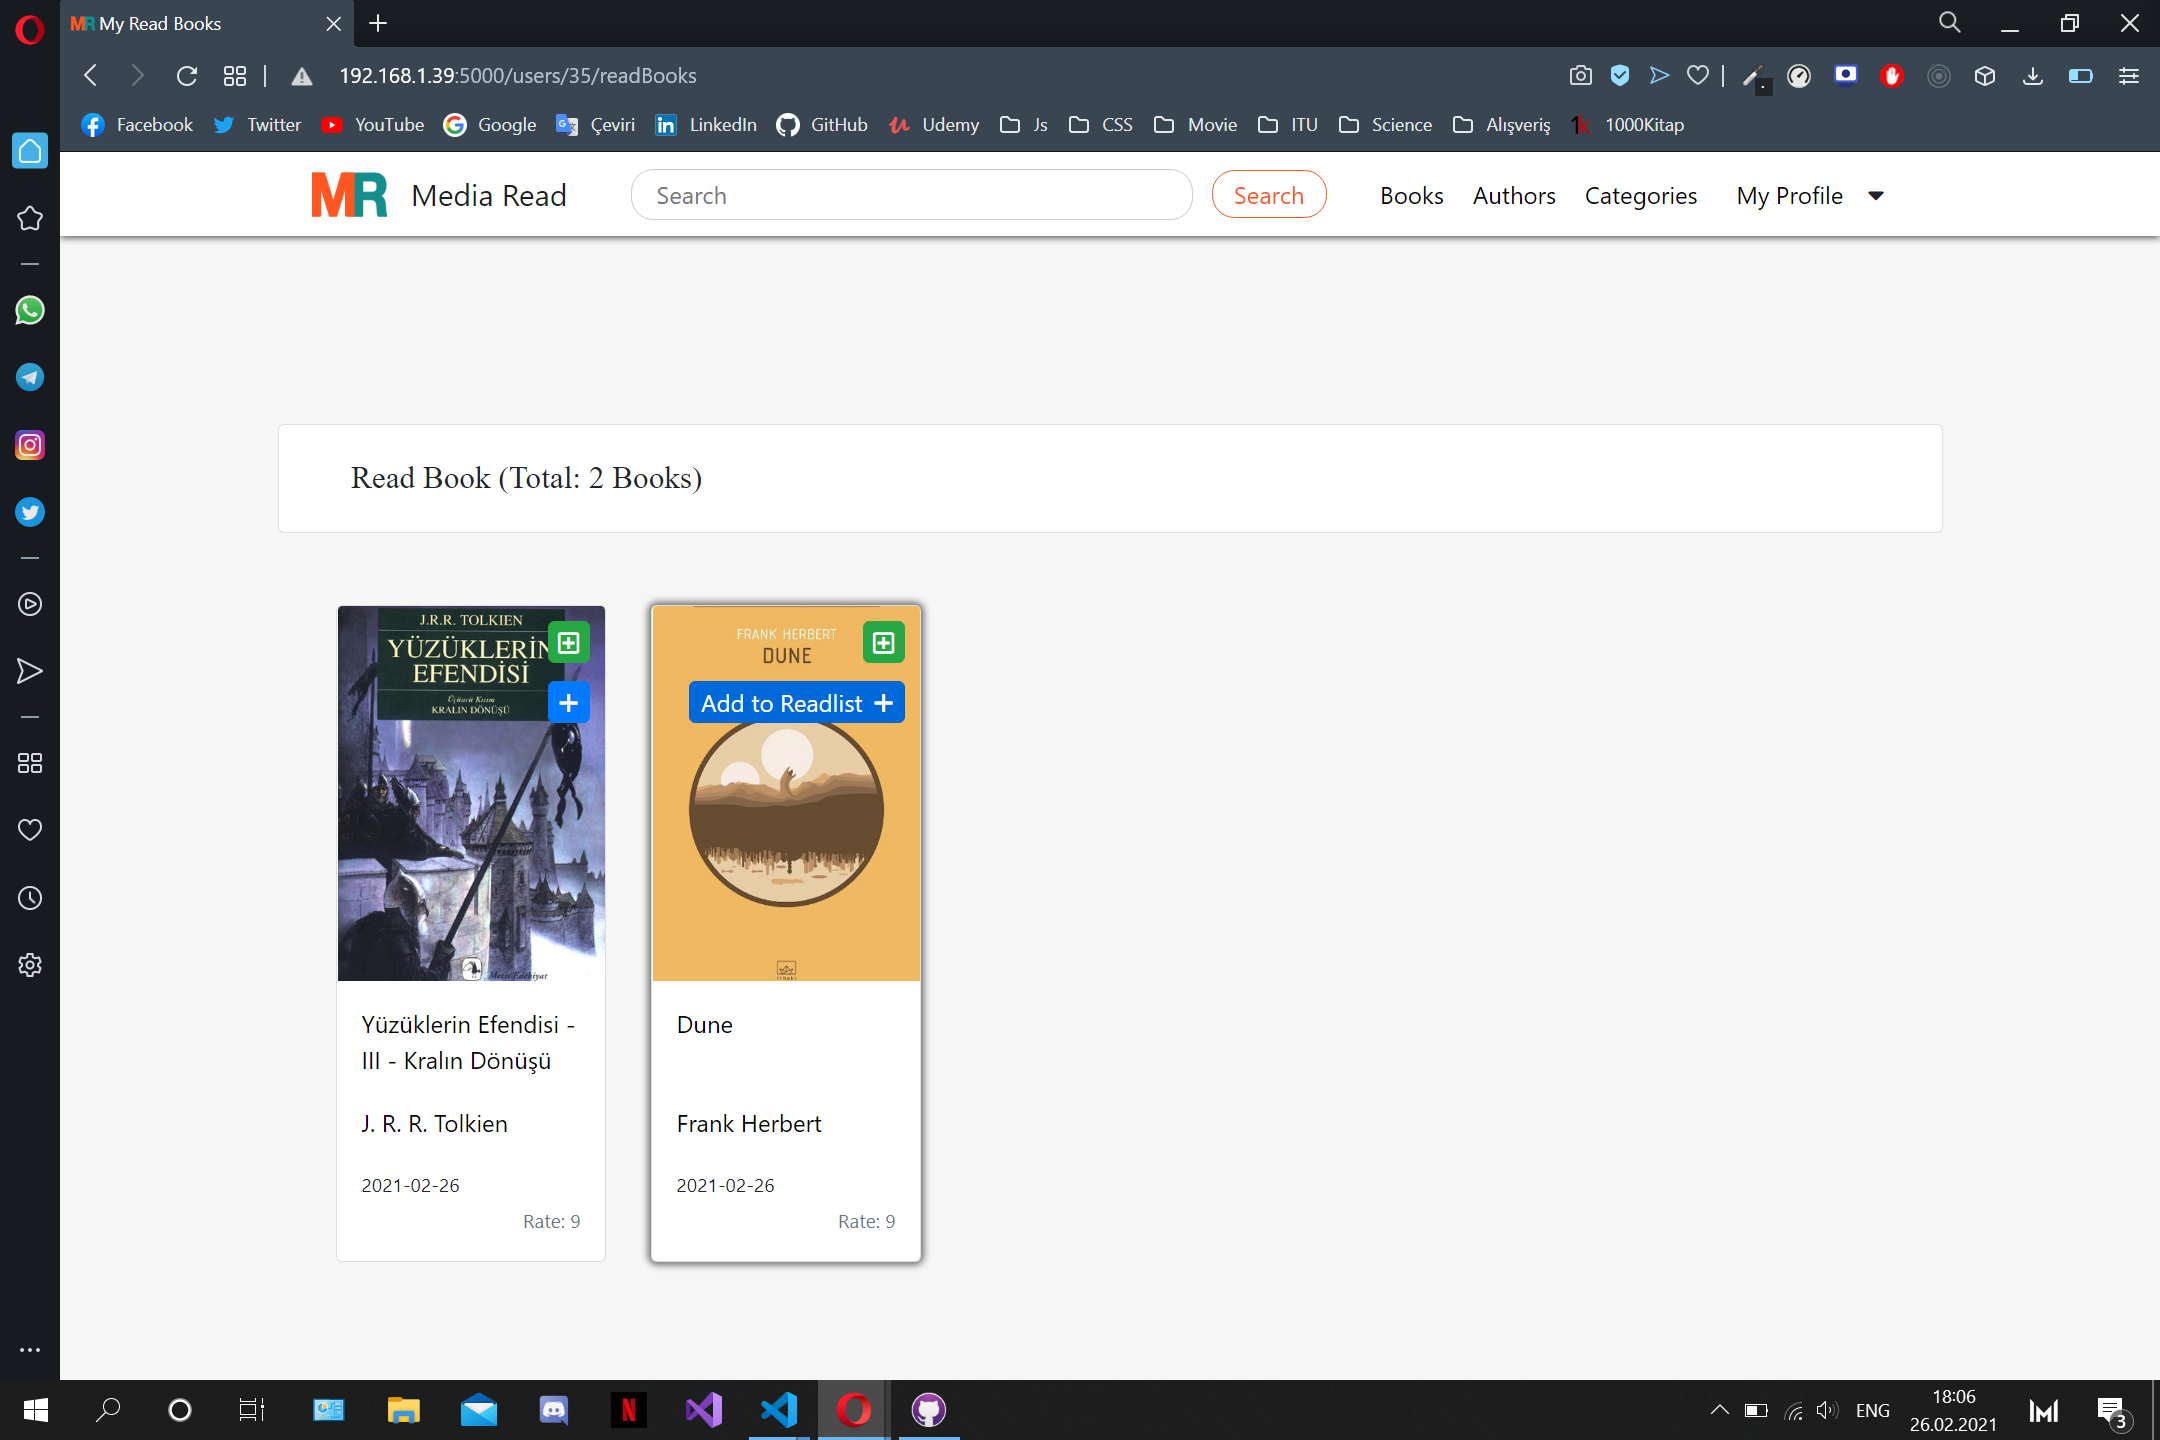 MR My Read Books
192.168.1.39:5000/users/35/readBooks
Facebook Twitter YouTube Google Çeviri LinkedIn GitHub Udemy Js CSS Movie ITU Science Alışveriş 1000Kitap
MR Media Read Search Search Books Authors Categories My Profile
Read Book (Total: 2 Books)
J.R.R. TOLKIEN
YÜZÜKLERİN
EFENDİSİ
Üçüncü Kısım
KRALIN DÖNÜŞÜ
Metis Edebiyat
FRANK HERBERT
DUNE
Add to Readlist
Yüzüklerin Efendisi -
III - Kralın Dönüşü
J. R. R. Tolkien
2021-02-26
Rate: 9
Dune
Frank Herbert
2021-02-26
Rate: 9
ENG
18:06
26.02.2021
3